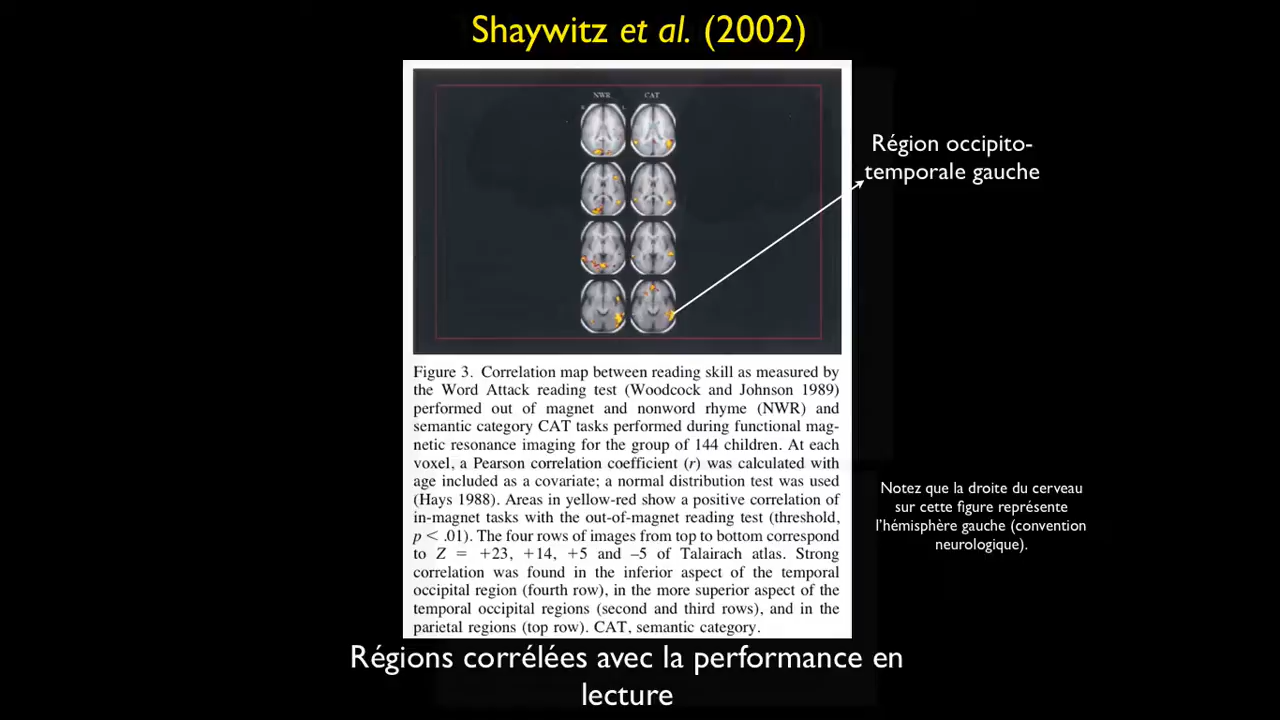 Shaywitz et al. (2002)
NWR
CAT
R
L
Région occipito-
temporale gauche
Figure 3. Correlation map between reading skill as measured by
the Word Attack reading test (Woodcock and Johnson 1989)
performed out of magnet and nonword rhyme (NWR) and
semantic category CAT tasks performed during functional mag-
netic resonance imaging for the group of 144 children. At each
voxel, a Pearson correlation coefficient (r) was calculated with
age included as a covariate; a normal distribution test was used
(Hays 1988). Areas in yellow-red show a positive correlation of
in-magnet tasks with the out-of-magnet reading test (threshold,
p < .01). The four rows of images from top to bottom correspond
to Z = +23, +14, +5 and –5 of Talairach atlas. Strong
correlation was found in the inferior aspect of the temporal
occipital region (fourth row), in the more superior aspect of the
temporal occipital regions (second and third rows), and in the
parietal regions (top row). CAT, semantic category.
Notez que la droite du cerveau
sur cette figure représente
l'hémisphère gauche (convention
neurologique).
Régions corrélées avec la performance en
lecture